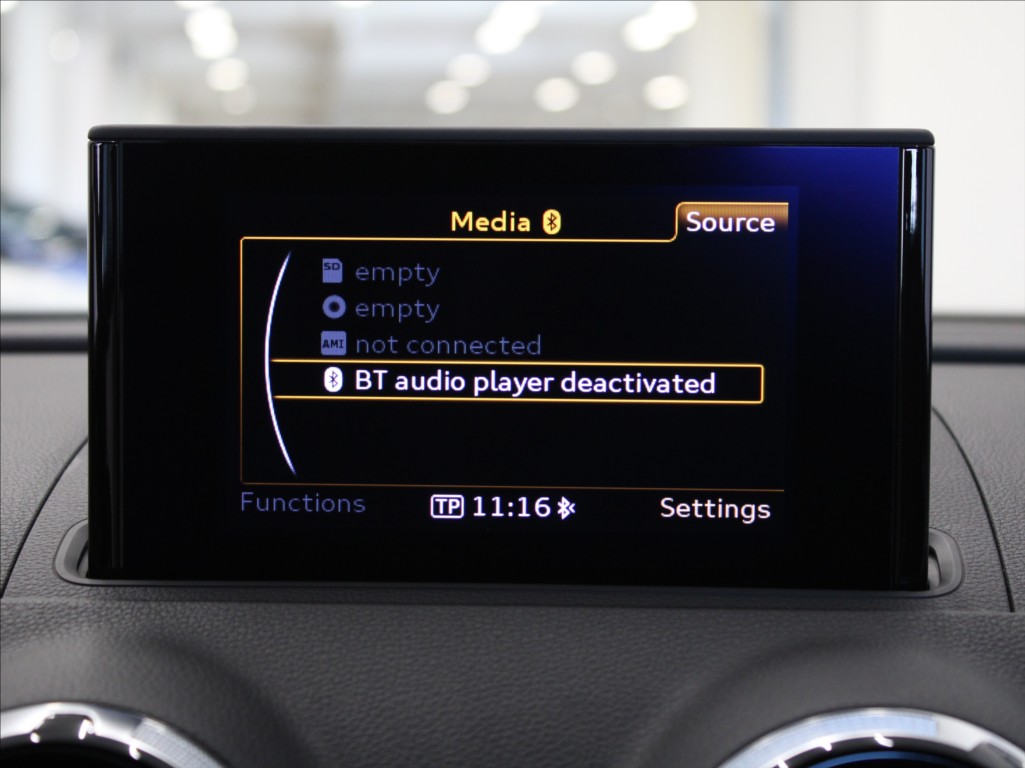 Media
Source
SD empty
empty
AMI not connected
BT audio player deactivated
Functions
TP 11:16
Settings